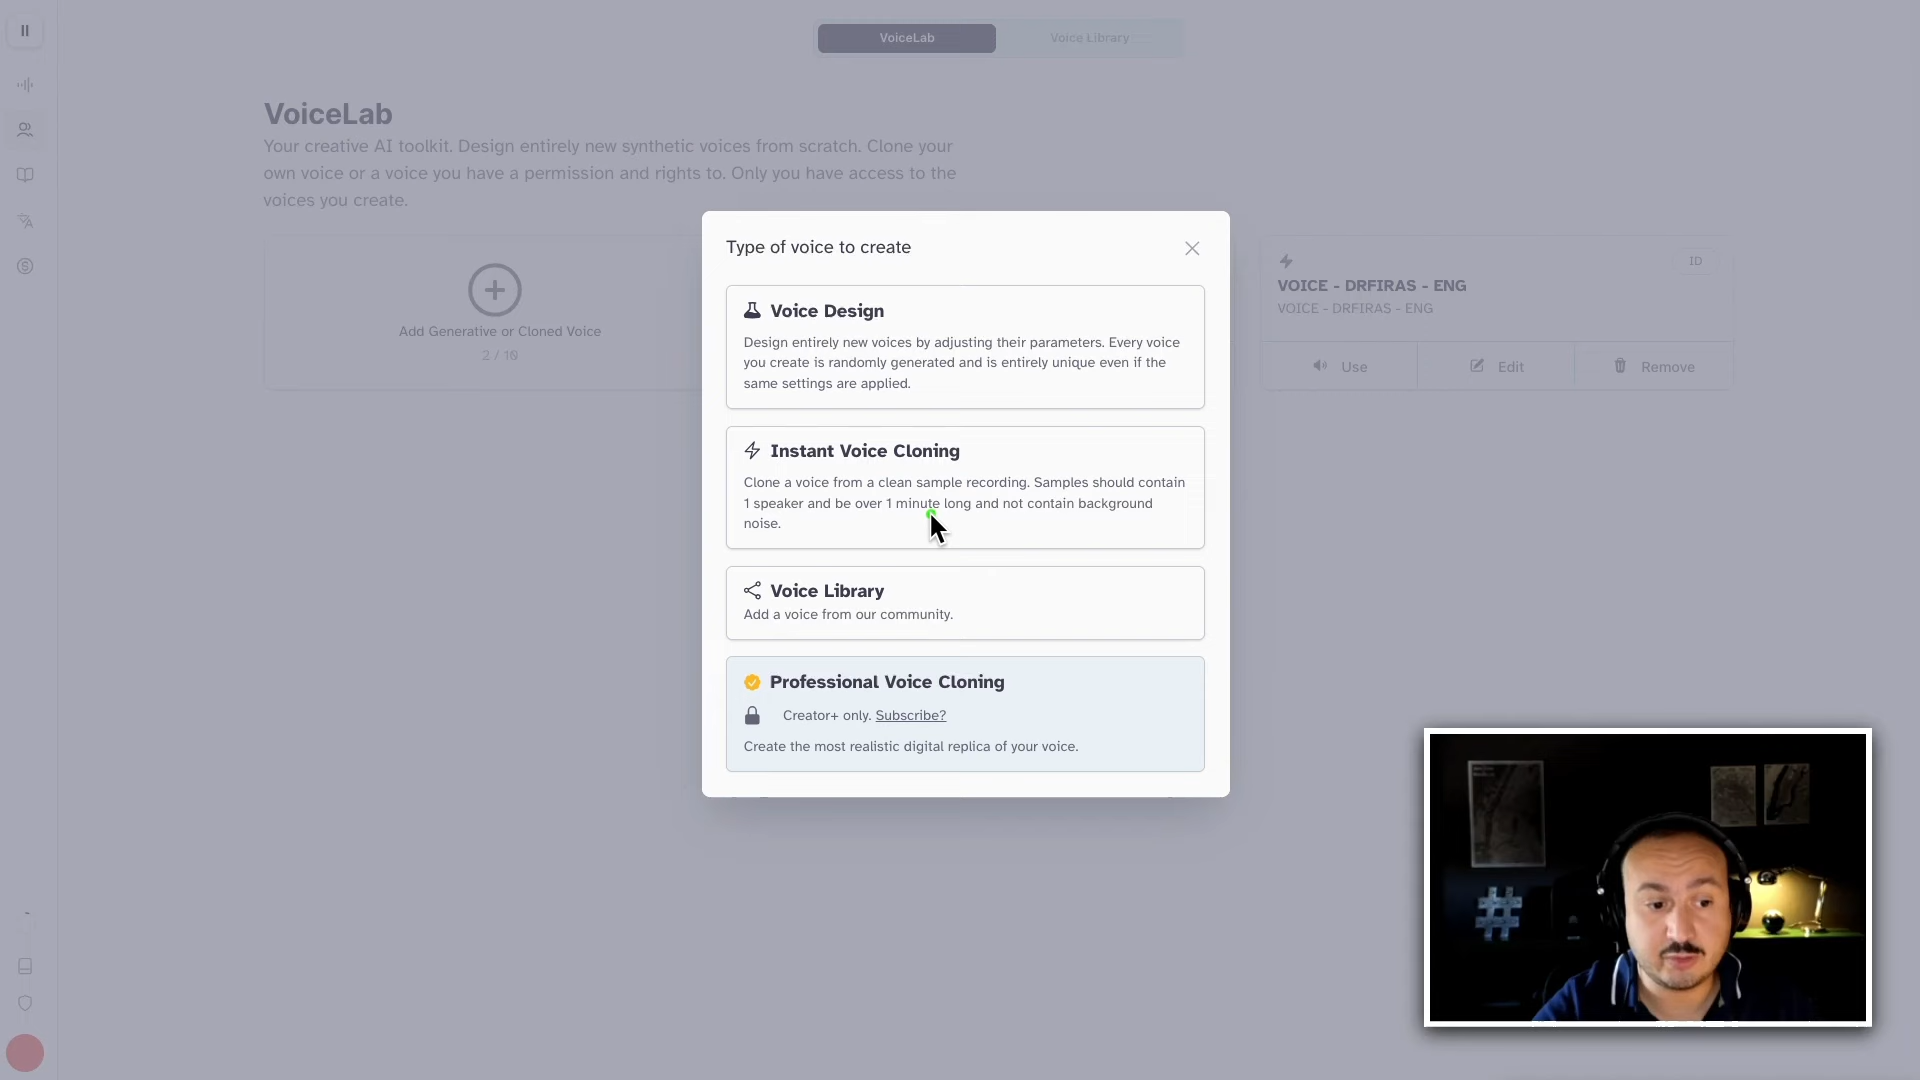 VoiceLab
Voice Library
VoiceLab
Your creative AI toolkit. Design entirely new synthetic voices from scratch. Clone your
own voice or a voice you have a permission and rights to. Only you have access to the
voices you create.
Add Generative or Cloned Voice
2 / 10
Type of voice to create
Voice Design
Design entirely new voices by adjusting their parameters. Every voice
you create is randomly generated and is entirely unique even if the
same settings are applied.
Instant Voice Cloning
Clone a voice from a clean sample recording. Samples should contain
1 speaker and be over 1 minute long and not contain background
noise.
Voice Library
Add a voice from our community.
Professional Voice Cloning
Creator+ only. Subscribe?
Create the most realistic digital replica of your voice.
ID
VOICE - DRFIRAS - ENG
VOICE - DRFIRAS - ENG
Use
Edit
Remove
#